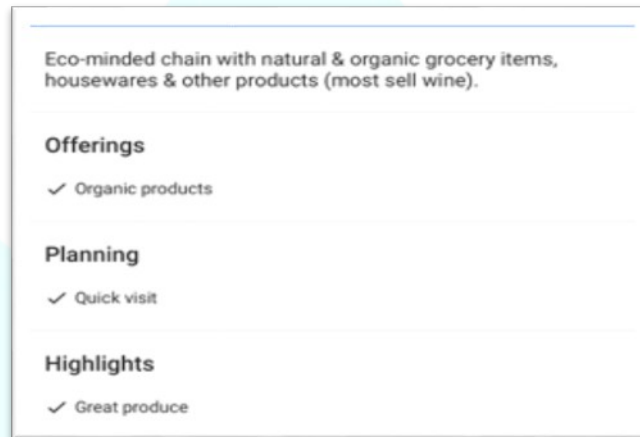 Eco-minded chain with natural & organic grocery items,
housewares & other products (most sell wine).
Offerings
✓ Organic products
Planning
✓ Quick visit
Highlights
✓ Great produce